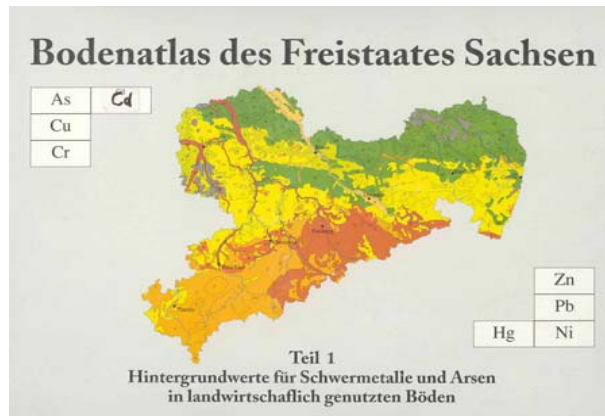 Bodenatlas des Freistaates Sachsen
As Cd
Cu
Cr
Zn
Pb
Hg Ni
Teil 1
Hintergrundwerte für Schwermetalle und Arsen
in landwirtschaflich genutzten Böden